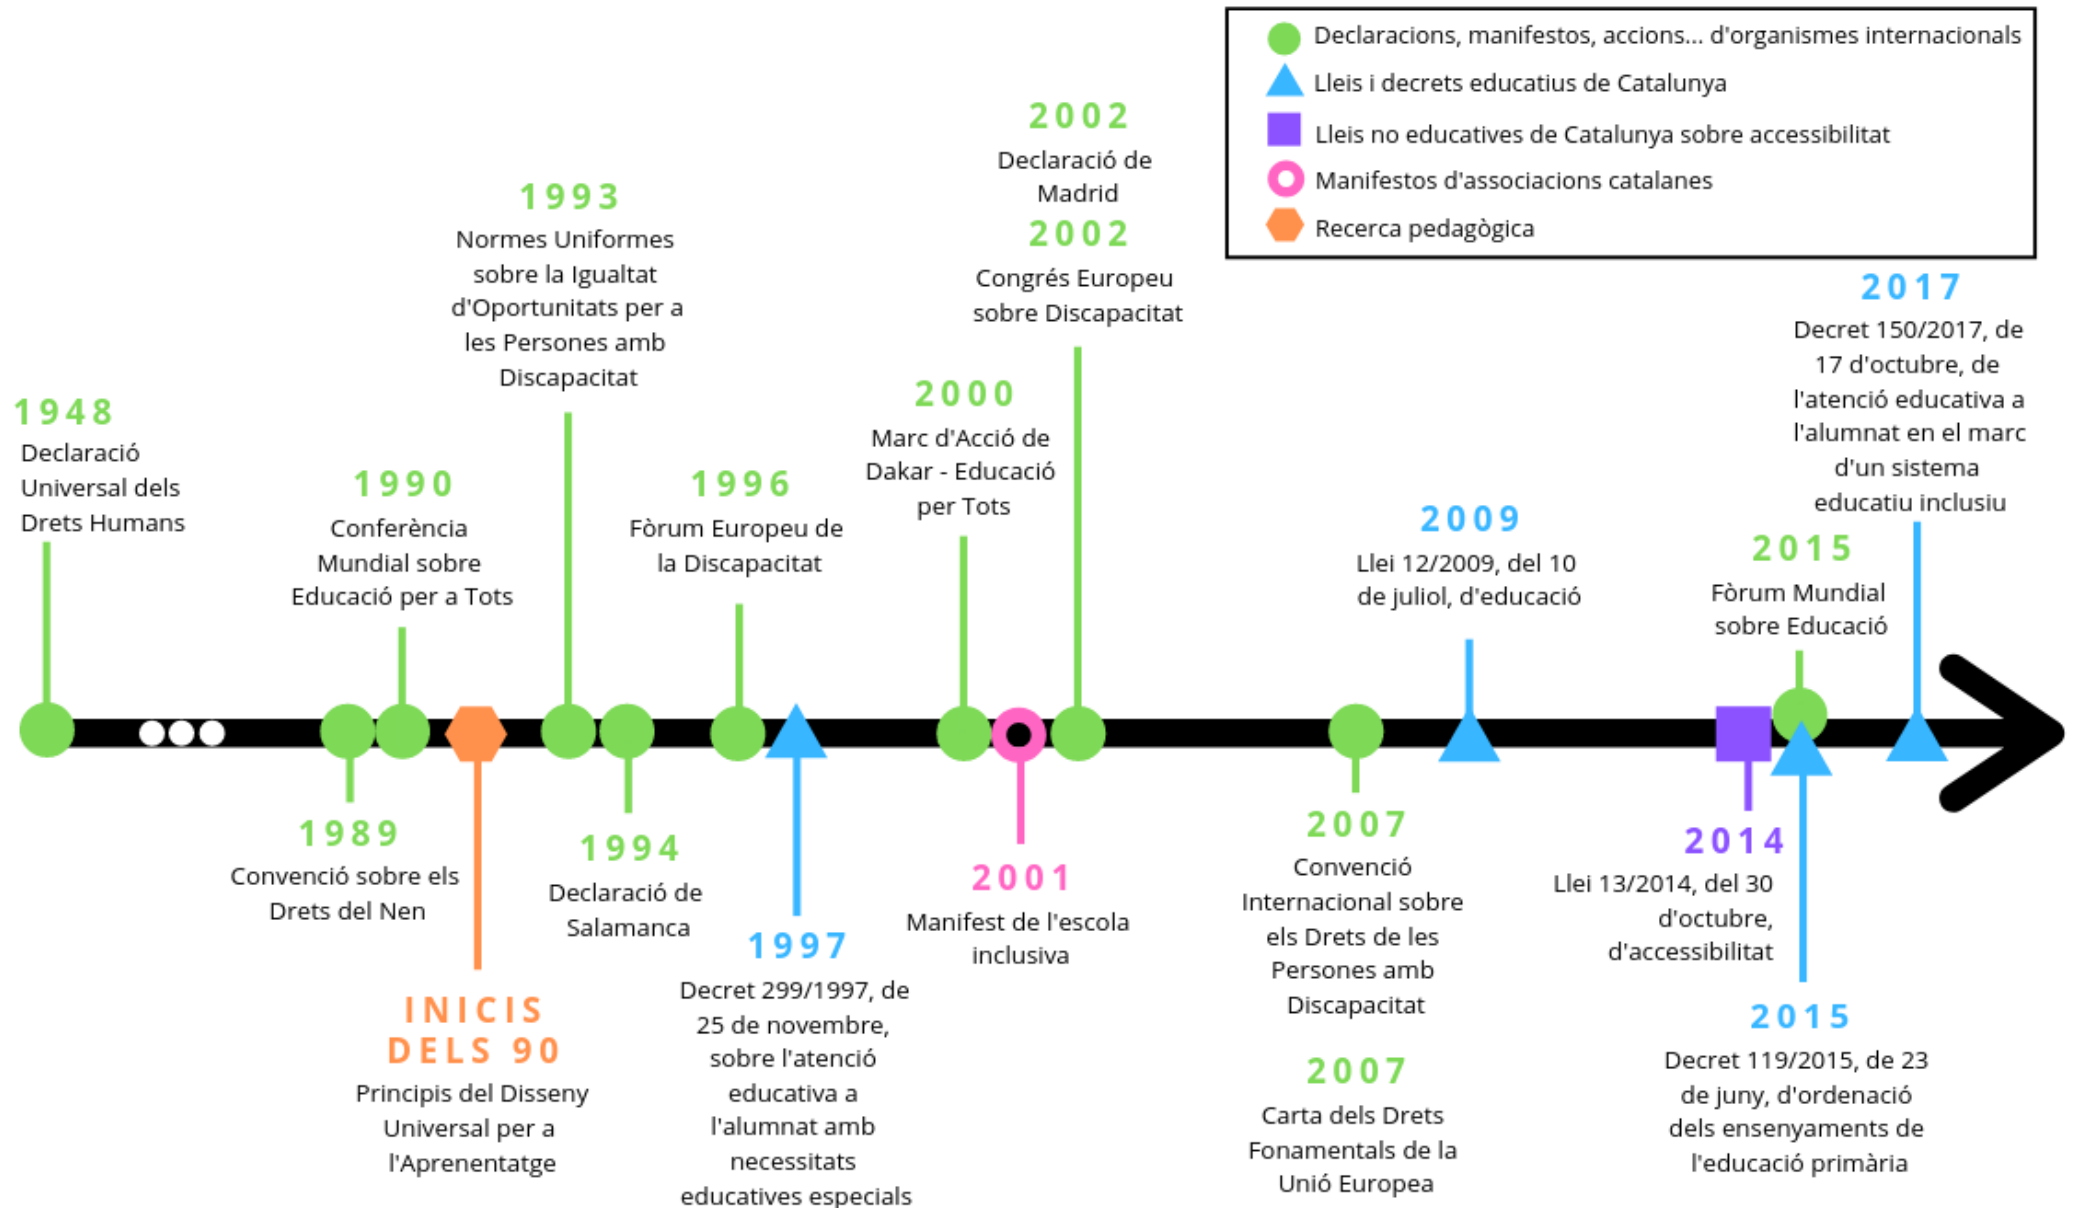 Declaracions, manifestos, accions... d'organismes internacionals
Lleis i decrets educatius de Catalunya
Lleis no educatives de Catalunya sobre accessibilitat
Manifestos d'associacions catalanes
Recerca pedagògica
1948
Declaració
Universal dels
Drets Humans
1989
Convenció sobre els
Drets del Nen
1990
Conferència
Mundial sobre
Educació per a Tots
INICIS
DELS 90
Principis del Disseny
Universal per a
l'Aprenentatge
1993
Normes Uniformes
sobre la Igualtat
d'Oportunitats per a
les Persones amb
Discapacitat
1994
Declaració de
Salamanca
1996
Fòrum Europeu de
la Discapacitat
1997
Decret 299/1997, de
25 de novembre,
sobre l'atenció
educativa a
l'alumnat amb
necessitats
educatives especials
2000
Marc d'Acció de
Dakar - Educació
per Tots
2001
Manifest de l'escola
inclusiva
2002
Declaració de
Madrid
2002
Congrés Europeu
sobre Discapacitat
2007
Convenció
Internacional sobre
els Drets de les
Persones amb
Discapacitat
2007
Carta dels Drets
Fonamentals de la
Unió Europea
2009
Llei 12/2009, del 10
de juliol, d'educació
2014
Llei 13/2014, del 30
d'octubre,
d'accessibilitat
2015
Fòrum Mundial
sobre Educació
2015
Decret 119/2015, de 23
de juny, d'ordenació
dels ensenyaments de
l'educació primària
2017
Decret 150/2017, de
17 d'octubre, de
l'atenció educativa a
l'alumnat en el marc
d'un sistema
educatiu inclusiu